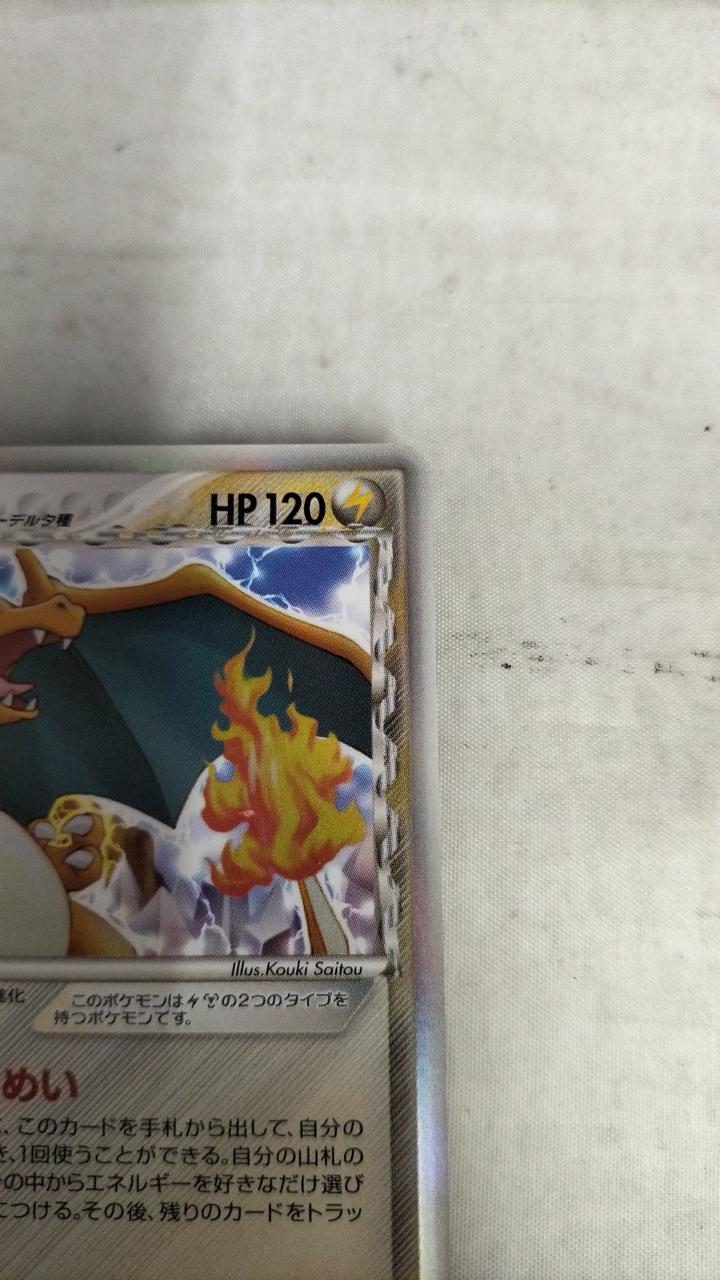 ーデルタ種
HP 120
Illus. Kouki Saitou
進化
このポケモンは の2つのタイプを
持つポケモンです。
めい
、このカードを手札から出して、自分の
き、1回使うことができる。自分の山札の
の中からエネルギーを好きなだけ選び
につける。その後、残りのカードをトラッ